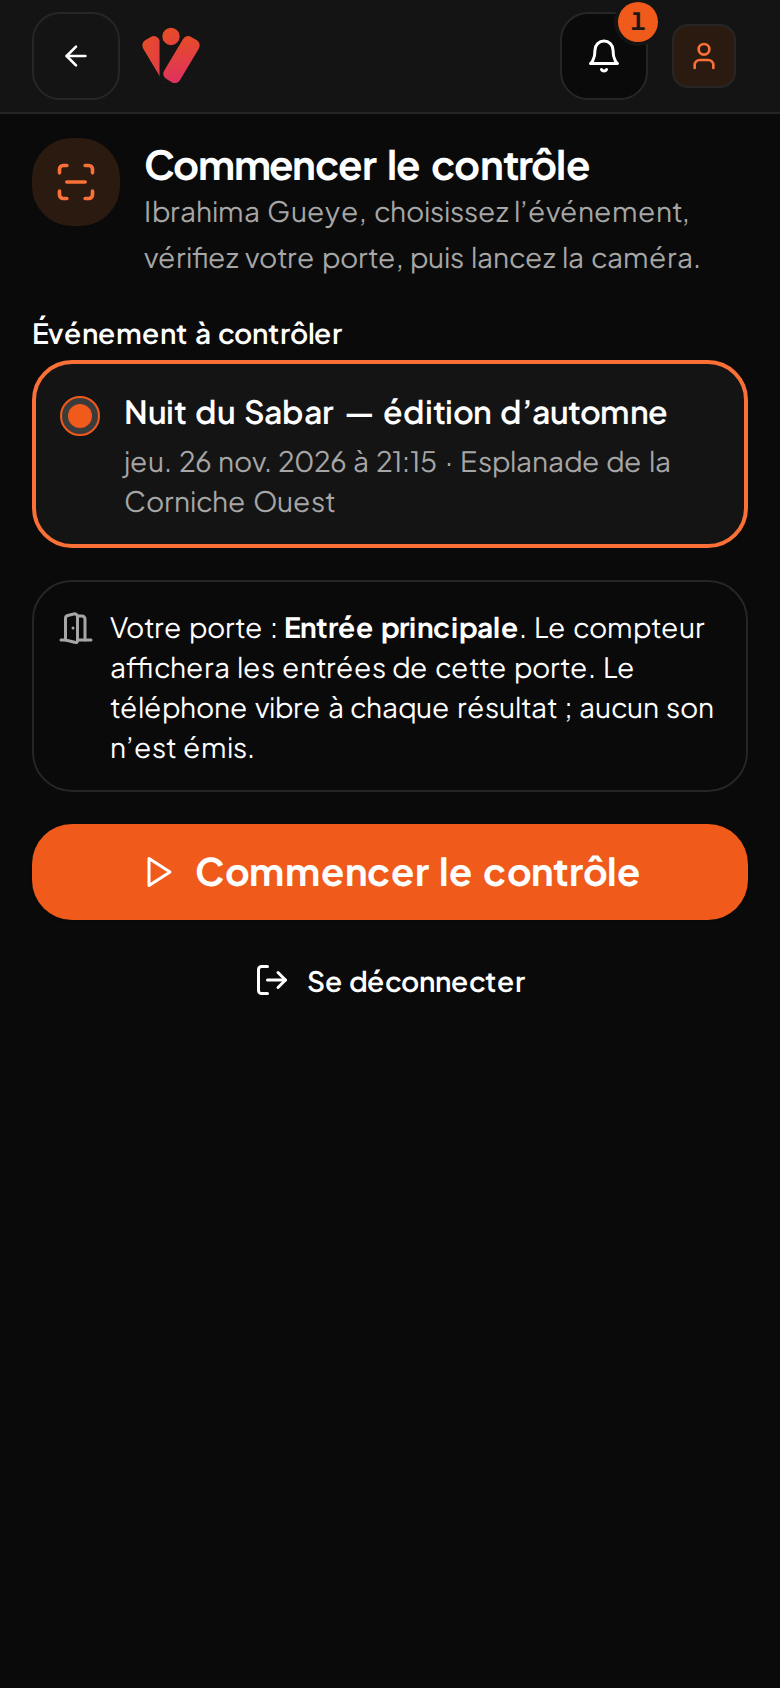 1
Commencer le contrôle
Ibrahima Gueye, choisissez l’événement,
vérifiez votre porte, puis lancez la caméra.
Événement à contrôler
Nuit du Sabar — édition d’automne
jeu. 26 nov. 2026 à 21:15 · Esplanade de la
Corniche Ouest
Votre porte : Entrée principale. Le compteur
affichera les entrées de cette porte. Le
téléphone vibre à chaque résultat ; aucun son
n’est émis.
Commencer le contrôle
Se déconnecter